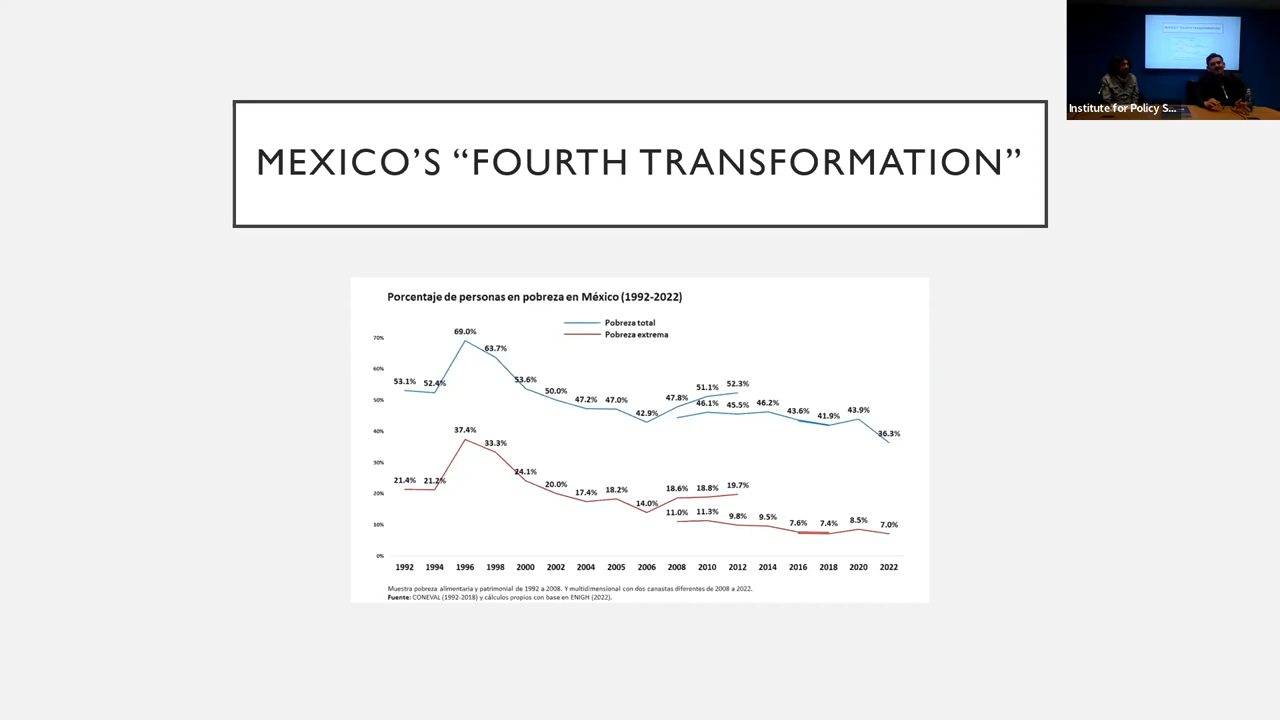 MEXICO’S “FOURTH TRANSFORMATION”
Institute for Policy S...
Porcentaje de personas en pobreza en México (1992-2022)
Pobreza total
Pobreza extrema
70%
60%
50%
40%
30%
20%
10%
0%
53.1% 52.4% 69.0% 63.7% 53.6% 50.0% 47.2% 47.0% 42.9% 47.8% 51.1% 52.3%
46.1% 45.5% 46.2% 43.6% 41.9% 43.9% 36.3%
21.4% 21.2% 37.4% 33.3% 24.1% 20.0% 17.4% 18.2% 14.0% 18.6% 18.8% 19.7%
11.0% 11.3% 9.8% 9.5% 7.6% 7.4% 8.5% 7.0%
1992 1994 1996 1998 2000 2002 2004 2005 2006 2008 2010 2012 2014 2016 2018 2020 2022
Muestra pobreza alimentaria y patrimonial de 1992 a 2008. Y multidimensional con dos canastas diferentes de 2008 a 2022.
Fuente: CONEVAL (1992-2018) y cálculos propios con base en ENIGH (2022).